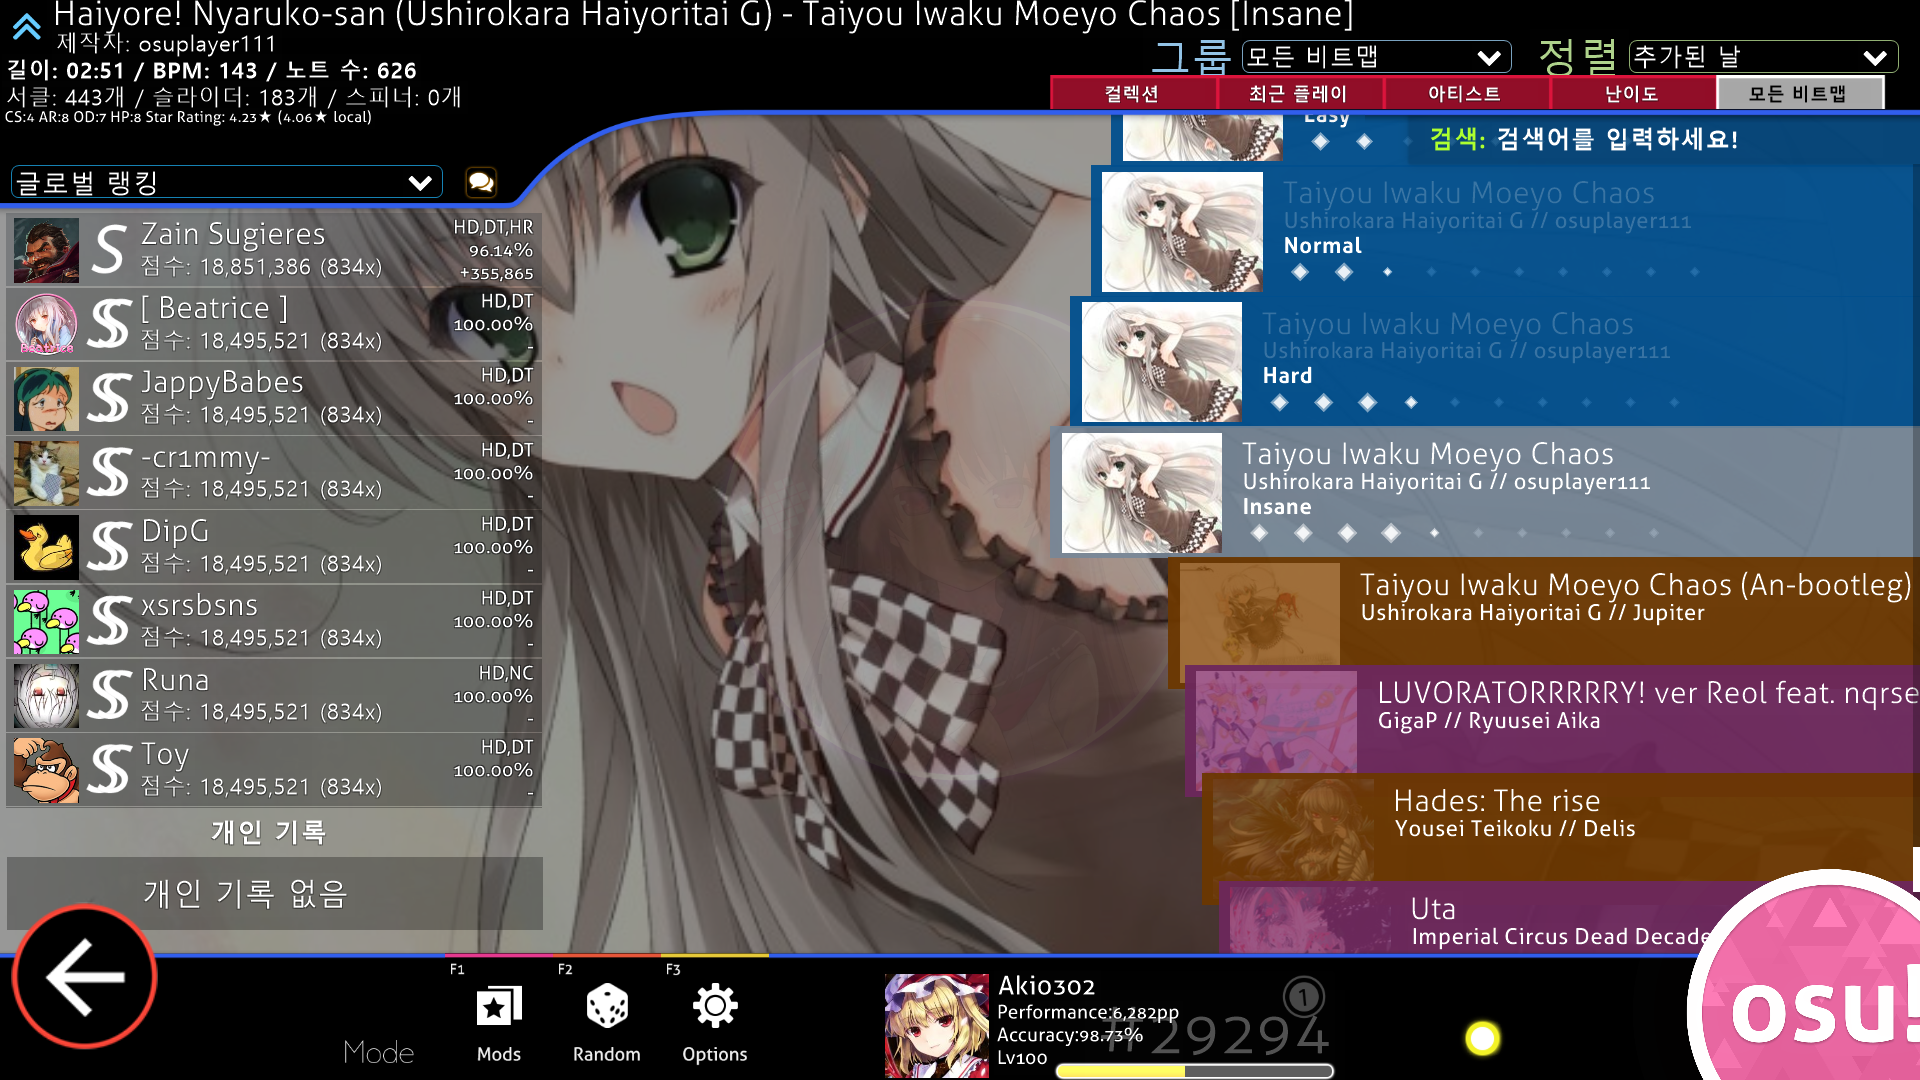 Haiyore! Nyaruko-san (Ushirokara Haiyoritai G) - Taiyou Iwaku Moeyo Chaos [Insane]
제작자: osuplayer111
길이: 02:51 / BPM: 143 / 노트 수: 626
서클: 443개 / 슬라이더: 183개 / 스피너: 0개
CS:4 AR:8 OD:7 HP:8 Star Rating: 4.23★ (4.06★ local)
그룹 모든 비트맵 정렬 추가된 날
컬렉션 최근 플레이 아티스트 난이도 모든 비트맵
검색: 검색어를 입력하세요!
글로벌 랭킹
Zain Sugieres HD,DT,HR
점수: 18,851,386 (834x) 96.14%
+355,865
[ Beatrice ] HD,DT
점수: 18,495,521 (834x) 100.00%
-
JappyBabes HD,DT
점수: 18,495,521 (834x) 100.00%
-
-cr1mmy- HD,DT
점수: 18,495,521 (834x) 100.00%
-
DipG HD,DT
점수: 18,495,521 (834x) 100.00%
-
xsrsbsns HD,DT
점수: 18,495,521 (834x) 100.00%
-
Runa HD,NC
점수: 18,495,521 (834x) 100.00%
-
Toy HD,DT
점수: 18,495,521 (834x) 100.00%
-
개인 기록
개인 기록 없음
Easy
Taiyou Iwaku Moeyo Chaos
Ushirokara Haiyoritai G // osuplayer111
Normal
Taiyou Iwaku Moeyo Chaos
Ushirokara Haiyoritai G // osuplayer111
Hard
Taiyou Iwaku Moeyo Chaos
Ushirokara Haiyoritai G // osuplayer111
Insane
Taiyou Iwaku Moeyo Chaos (An-bootleg)
Ushirokara Haiyoritai G // Jupiter
LUVORATORRRRRY! ver Reol feat. nqrse
GigaP // Ryuusei Aika
Hades: The rise
Yousei Teikoku // Delis
Uta
Imperial Circus Dead Decade
Mode
F1 Mods
F2 Random
F3 Options
Akio302
Performance:6,282pp
Accuracy:98.73%
Lv100
#29294
1
osu!